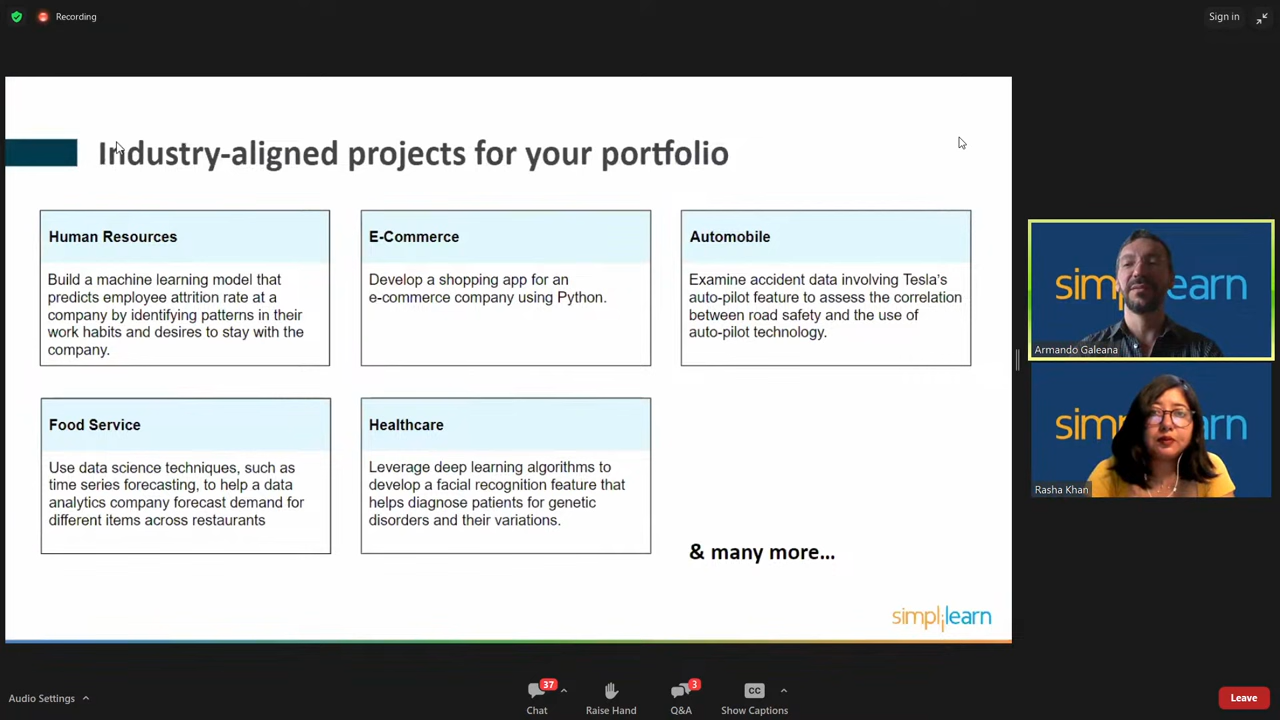 Recording
Sign in
Industry-aligned projects for your portfolio
Human Resources
Build a machine learning model that
predicts employee attrition rate at a
company by identifying patterns in their
work habits and desires to stay with the
company.
E-Commerce
Develop a shopping app for an
e-commerce company using Python.
Automobile
Examine accident data involving Tesla's
auto-pilot feature to assess the correlation
between road safety and the use of
auto-pilot technology.
Food Service
Use data science techniques, such as
time series forecasting, to help a data
analytics company forecast demand for
different items across restaurants
Healthcare
Leverage deep learning algorithms to
develop a facial recognition feature that
helps diagnose patients for genetic
disorders and their variations.
& many more...
simplilearn
simp learn
Armando Galeana
simp learn
Rasha Khan
Audio Settings
37
Chat
Raise Hand
3
Q&A
CC
Show Captions
Leave